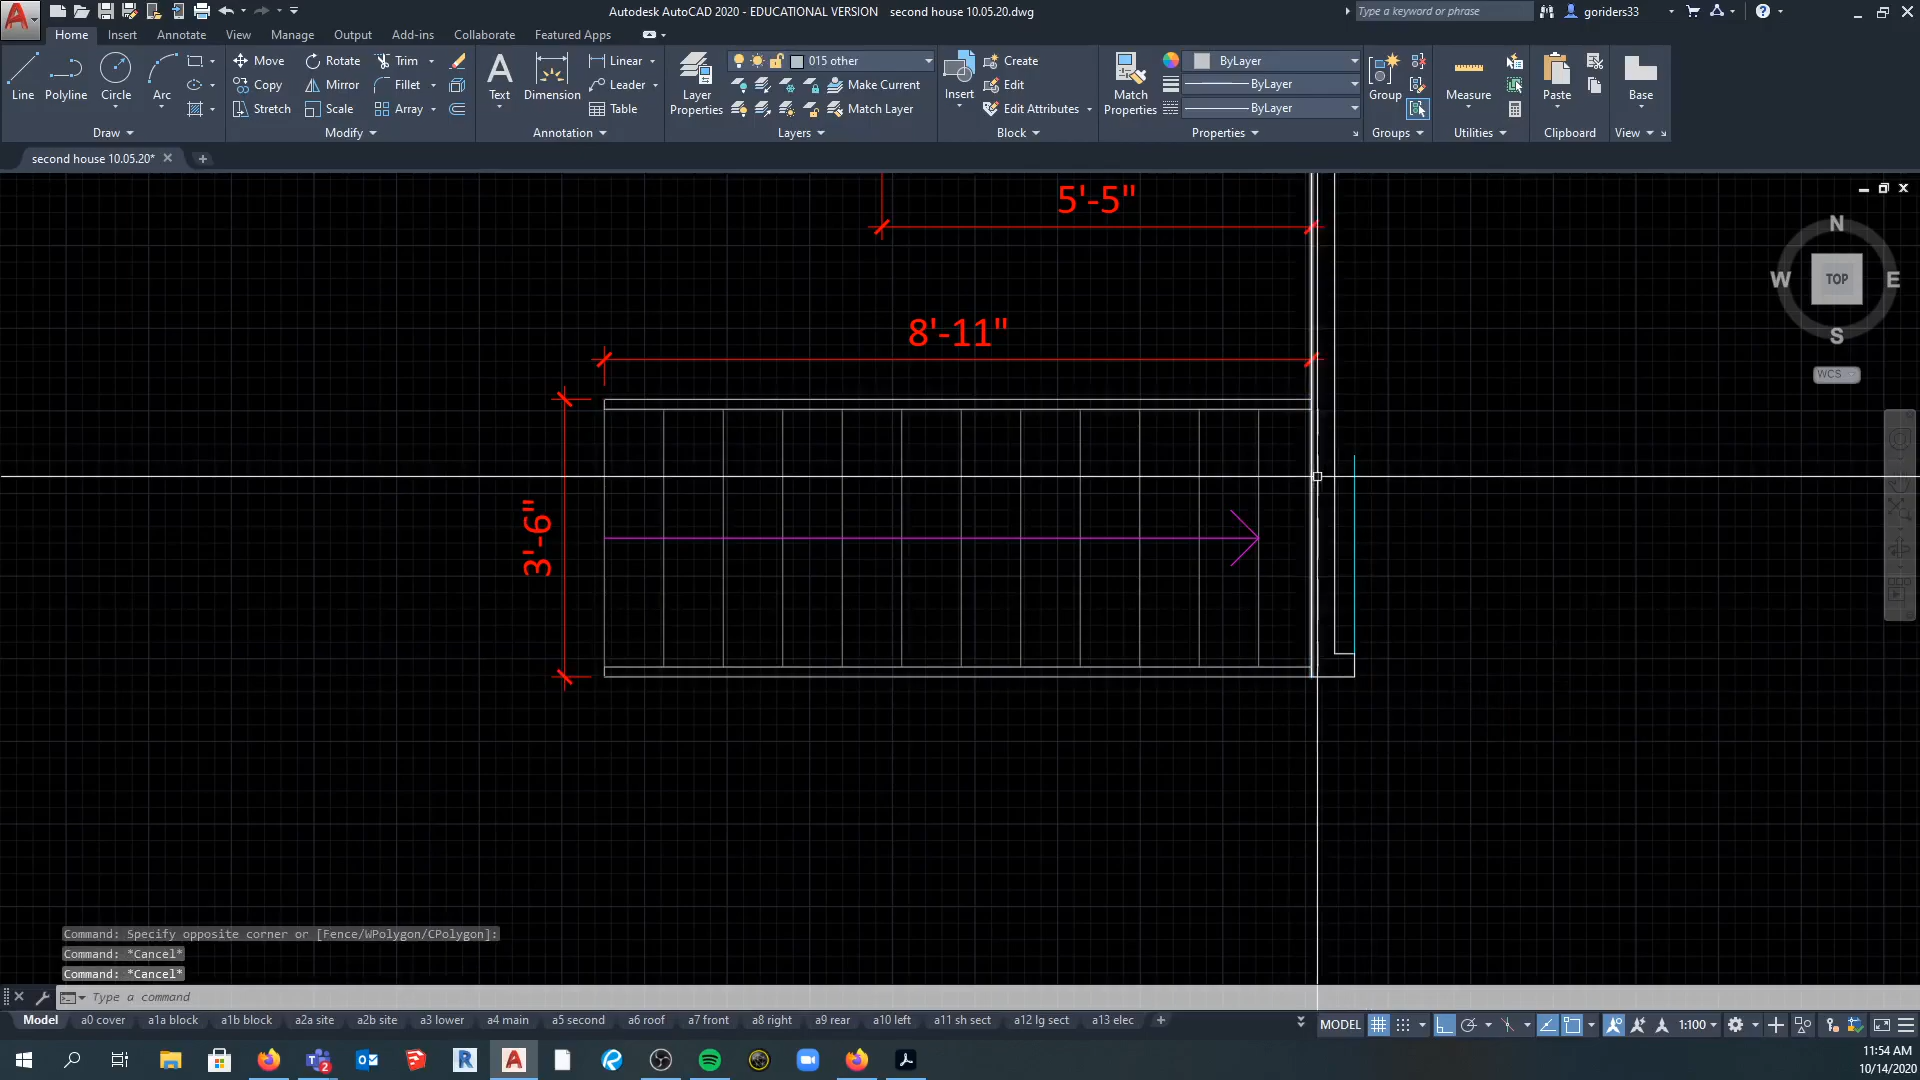 Autodesk AutoCAD 2020 - EDUCATIONAL VERSION second house 10.05.20.dwg
Type a keyword or phrase
goriders33
Home Insert Annotate View Manage Output Add-ins Collaborate Featured Apps
Line Polyline Circle Arc
Draw
Move Rotate Trim
Copy Mirror Fillet
Stretch Scale Array
Modify
Text Dimension
Linear
Leader
Table
Annotation
Layer Properties
015 other
Make Current
Match Layer
Layers
Insert
Create
Edit
Edit Attributes
Block
Match Properties
ByLayer
ByLayer
ByLayer
Properties
Group
Groups
Measure
Utilities
Paste
Clipboard
Base
View
second house 10.05.20*
5'-5"
8'-11"
3'-6"
N
W TOP E
S
WCS
Command: Specify opposite corner or [Fence/WPolygon/CPolygon]:
Command: *Cancel*
Command: *Cancel*
Type a command
Model a0 cover a1a block a1b block a2a site a2b site a3 lower a4 main a5 second a6 roof a7 front a8 right a9 rear a10 left a11 sh sect a12 lg sect a13 elec
MODEL 1:100
2
11:54 AM
10/14/2020